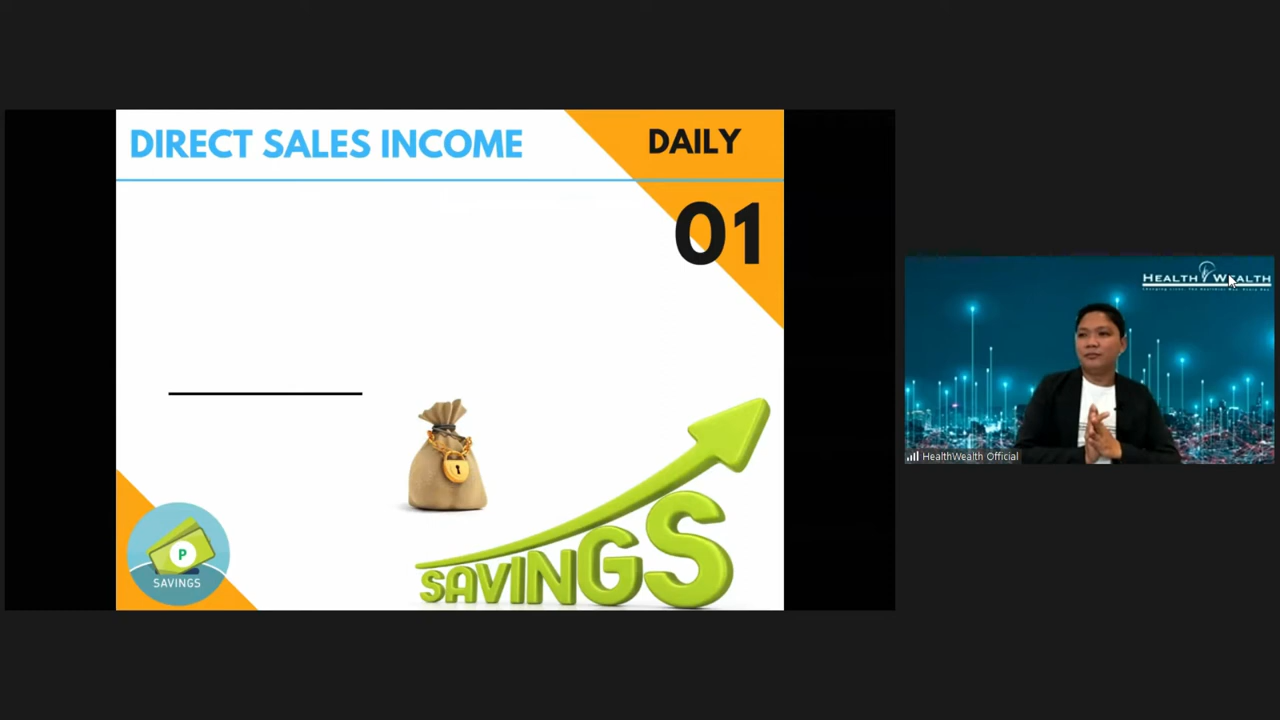 DIRECT SALES INCOME
DAILY
01
P
SAVINGS
SAVINGS
HEALTH WEALTH
HealthWealth Official